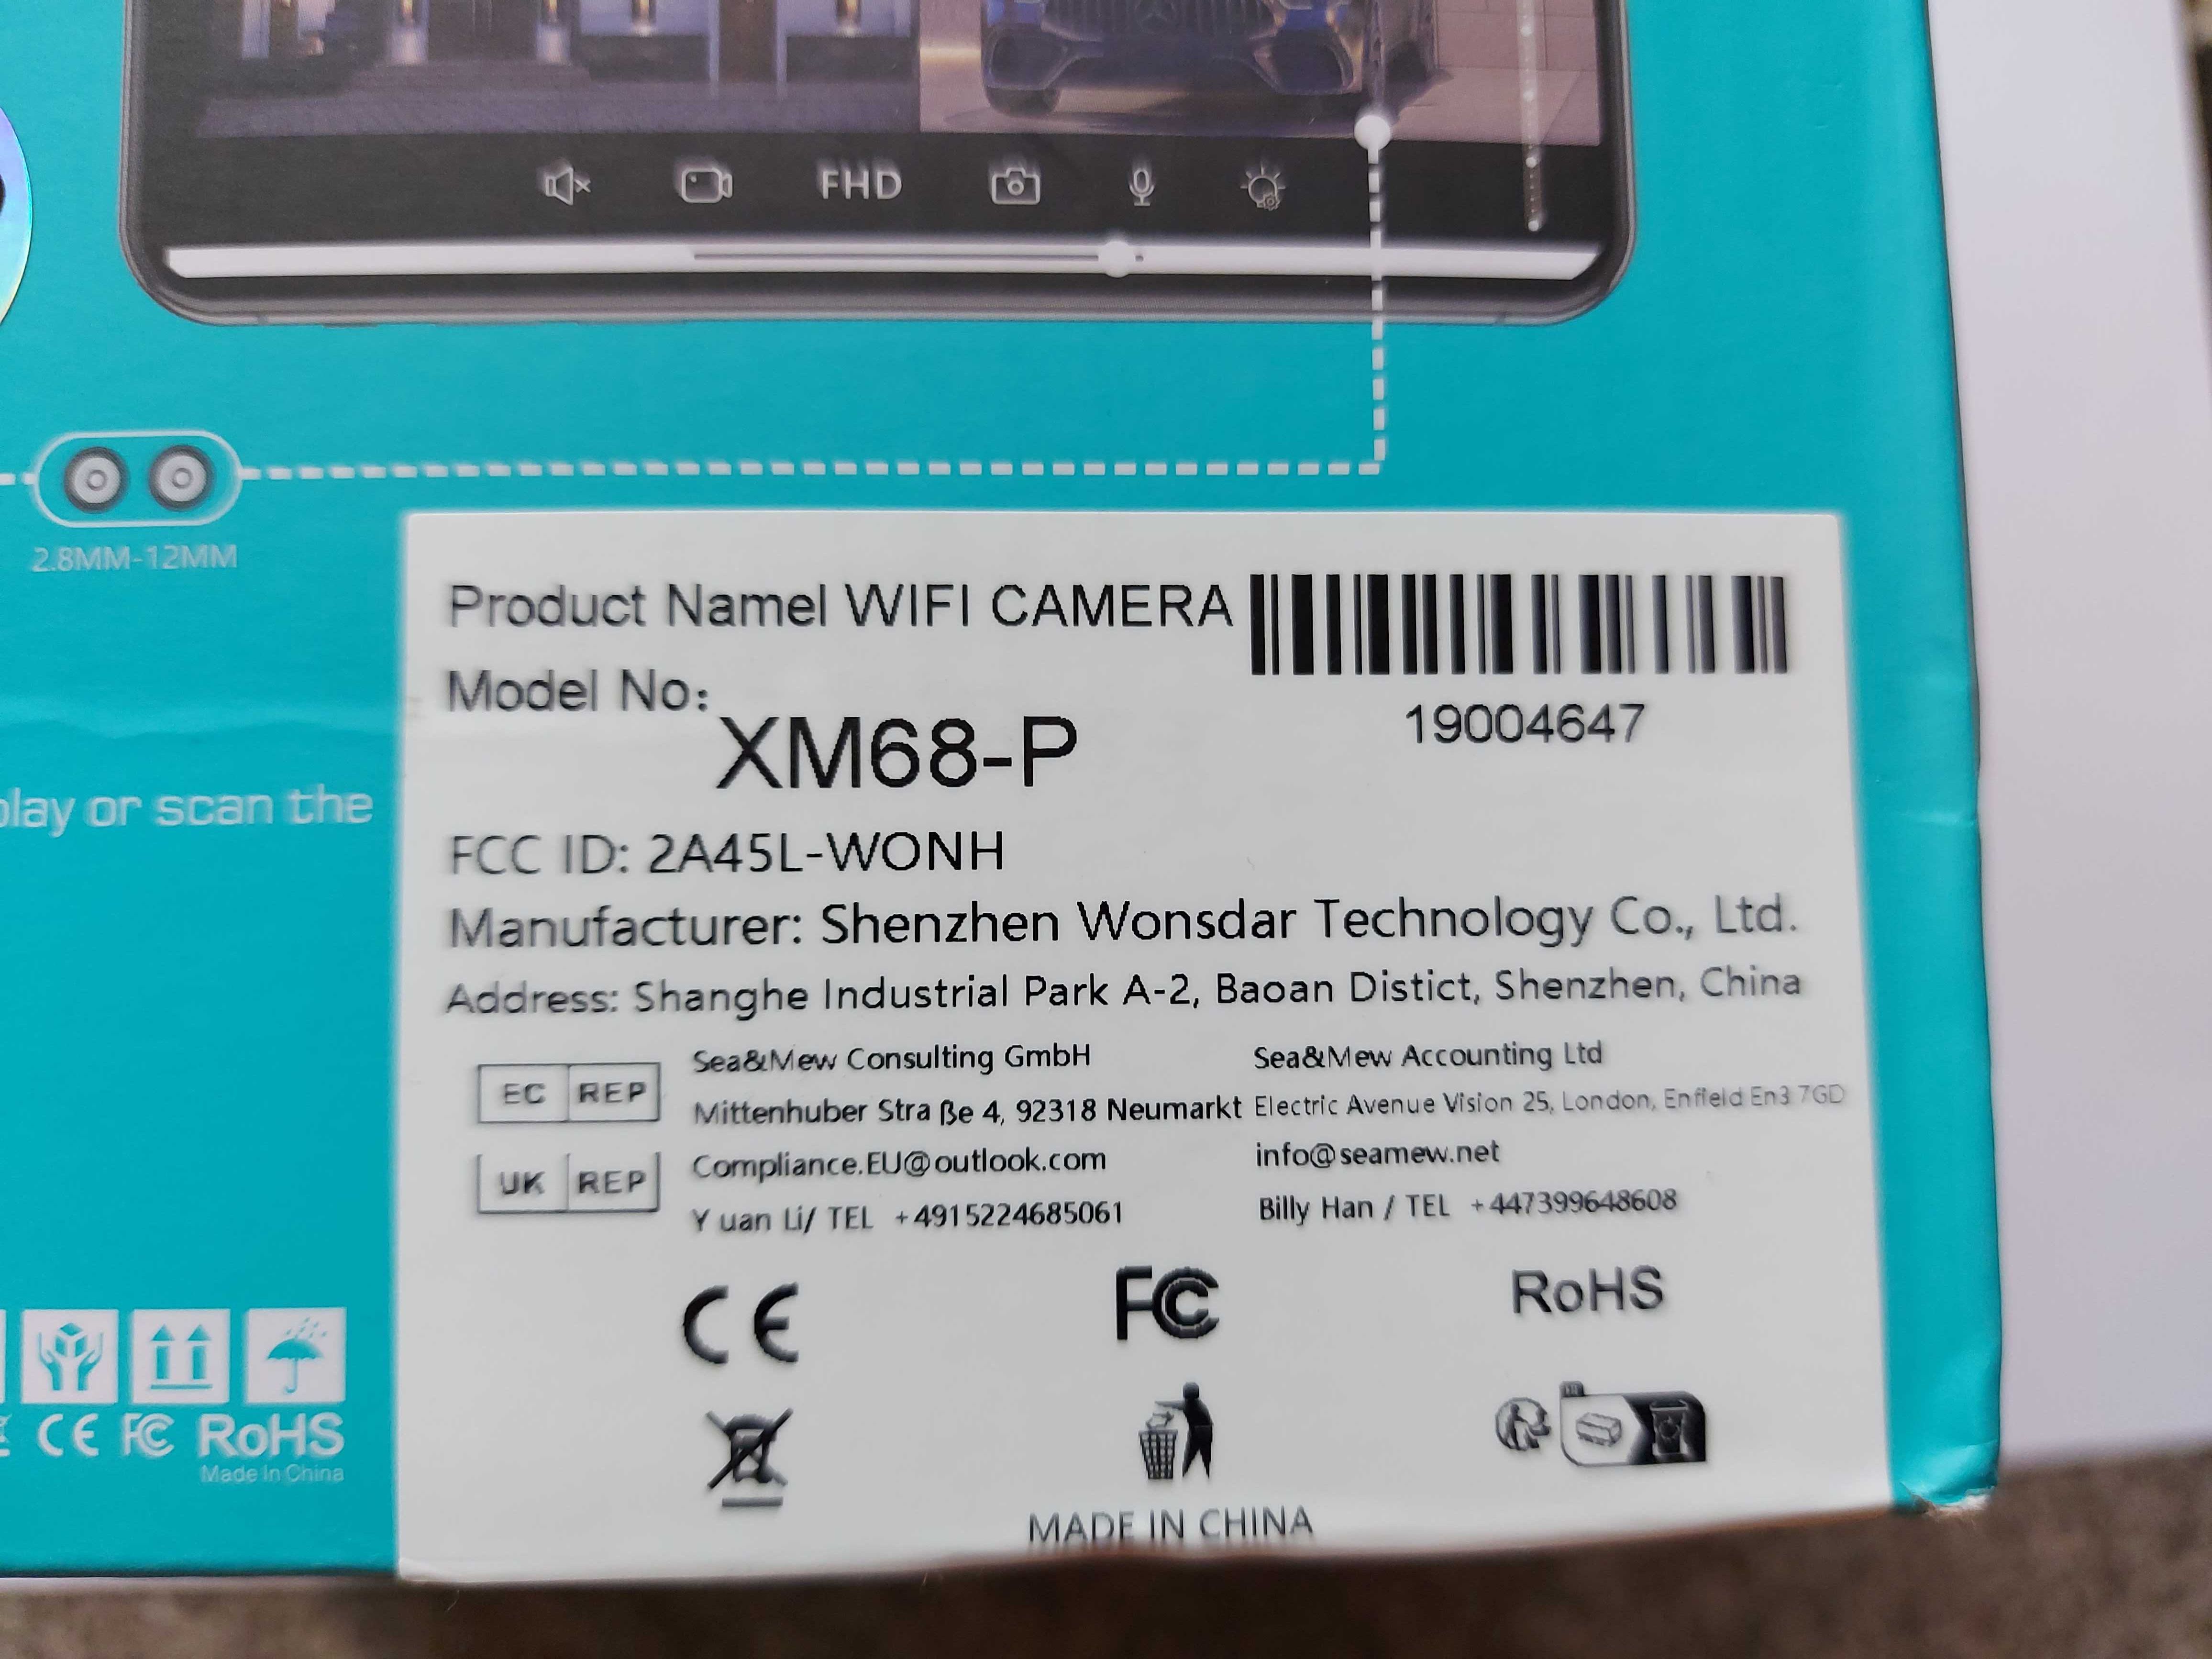 FHD
2.8MM-12MM
play or scan the
Product Namel WIFI CAMERA
Model No:
XM68-P
19004647
FCC ID: 2A45L-WONH
Manufacturer: Shenzhen Wonsdar Technology Co., Ltd.
Address: Shanghe Industrial Park A-2, Baoan Distict, Shenzhen, China
EC REP
Sea&Mew Consulting GmbH
Mittenhuber Stra ße 4, 92318 Neumarkt
UK REP
Compliance.EU@outlook.com
Y uan Li/ TEL +4915224685061
Sea&Mew Accounting Ltd
Electric Avenue Vision 25, London, Enfield En3 7GD
info@seamew.net
Billy Han / TEL +447399648608
CE
FC
RoHS
MADE IN CHINA
CE FC RoHS
Made In China